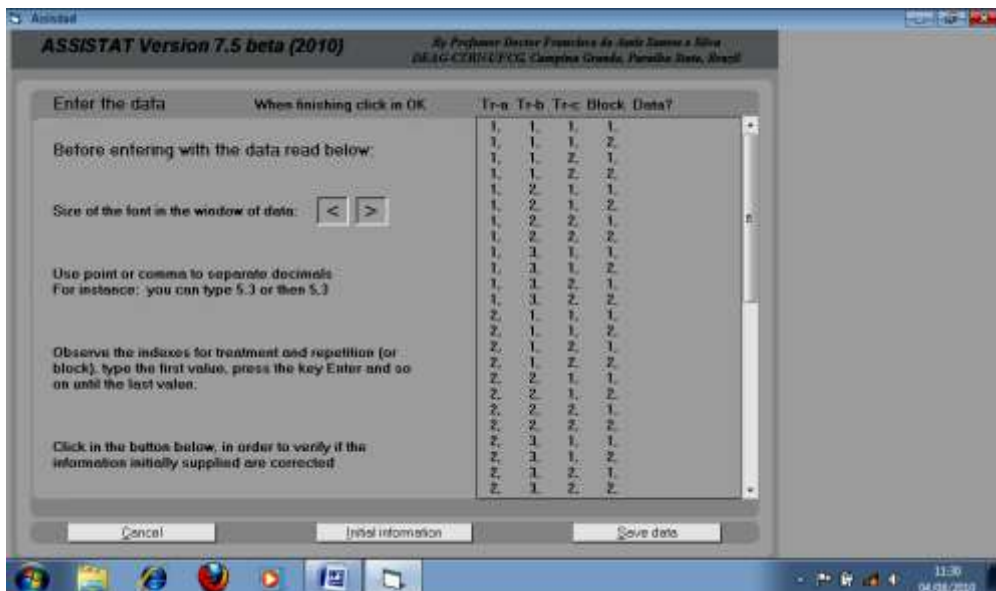 Assistat
ASSISTAT Version 7.5 beta (2010)
By Professor Doctor Francisco de Assis Santos e Silva
DEAG-CTRN/UFCG, Campina Grande, Paraiba State, Brazil
Enter the data
When finishing click in OK
Tr-a Tr-b Tr-c Block Data?
Before entering with the data read below:
Size of the font in the window of data: < >
Use point or comma to separate decimals
For instance: you can type 5.3 or then 5,3
Observe the indexes for treatment and repetition (or
block), type the first value, press the key Enter and so
on until the last value.
Click in the button below, in order to verify if the
information initially supplied are corrected
1, 1, 1, 1,
1, 1, 1, 2,
1, 1, 2, 1,
1, 1, 2, 2,
1, 2, 1, 1,
1, 2, 1, 2,
1, 2, 2, 1,
1, 2, 2, 2,
1, 3, 1, 1,
1, 3, 1, 2,
1, 3, 2, 1,
1, 3, 2, 2,
2, 1, 1, 1,
2, 1, 1, 2,
2, 1, 2, 1,
2, 1, 2, 2,
2, 2, 1, 1,
2, 2, 1, 2,
2, 2, 2, 1,
2, 2, 2, 2,
2, 3, 1, 1,
2, 3, 1, 2,
2, 3, 2, 1,
2, 3, 2, 2,
Cancel
Initial information
Save data
11:30
04/08/2010